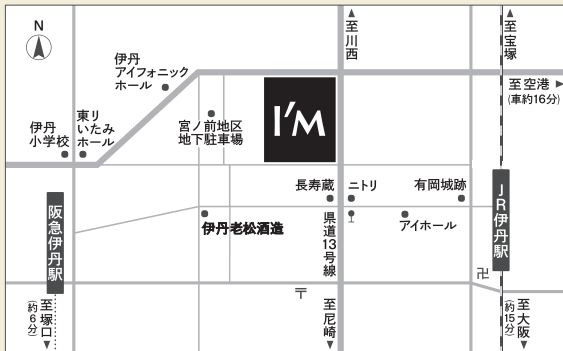 N
至川西
至宝塚
伊丹
アイフォニック
ホール
至空港
(車約16分)
伊丹
小学校
東リ
いたみ
ホール
宮ノ前地区
地下駐車場
I'M
長寿蔵
ニトリ
有岡城跡
JR伊丹駅
阪急伊丹駅
伊丹老松酒造
県道13号線
アイホール
卍
〒
至塚口
(約6分)
至尼崎
至大阪
(約15分)